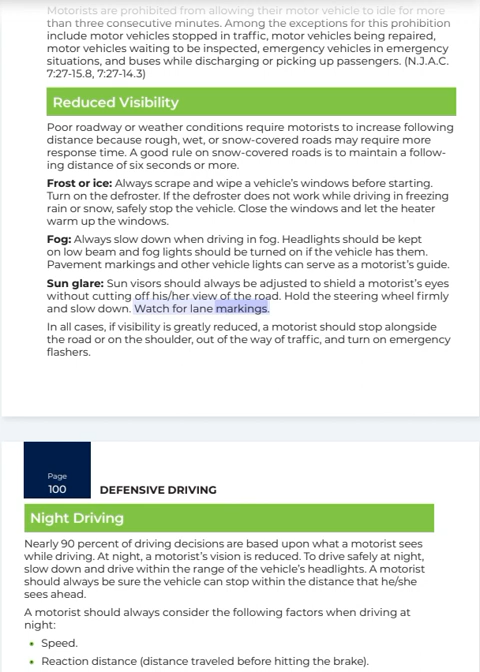 Motorists are prohibited from allowing their motor vehicle to idle for more
than three consecutive minutes. Among the exceptions for this prohibition
include motor vehicles stopped in traffic, motor vehicles being repaired,
motor vehicles waiting to be inspected, emergency vehicles in emergency
situations, and buses while discharging or picking up passengers. (N.J.A.C.
7:27-15.8, 7:27-14.3)
Reduced Visibility
Poor roadway or weather conditions require motorists to increase following
distance because rough, wet, or snow-covered roads may require more
response time. A good rule on snow-covered roads is to maintain a follow-
ing distance of six seconds or more.
Frost or ice: Always scrape and wipe a vehicle's windows before starting.
Turn on the defroster. If the defroster does not work while driving in freezing
rain or snow, safely stop the vehicle. Close the windows and let the heater
warm up the windows.
Fog: Always slow down when driving in fog. Headlights should be kept
on low beam and fog lights should be turned on if the vehicle has them.
Pavement markings and other vehicle lights can serve as a motorist's guide.
Sun glare: Sun visors should always be adjusted to shield a motorist's eyes
without cutting off his/her view of the road. Hold the steering wheel firmly
and slow down. Watch for lane markings.
In all cases, if visibility is greatly reduced, a motorist should stop alongside
the road or on the shoulder, out of the way of traffic, and turn on emergency
flashers.
Page
100
DEFENSIVE DRIVING
Night Driving
Nearly 90 percent of driving decisions are based upon what a motorist sees
while driving. At night, a motorist's vision is reduced. To drive safely at night,
slow down and drive within the range of the vehicle's headlights. A motorist
should always be sure the vehicle can stop within the distance that he/she
sees ahead.
A motorist should always consider the following factors when driving at
night:
• Speed.
• Reaction distance (distance traveled before hitting the brake).